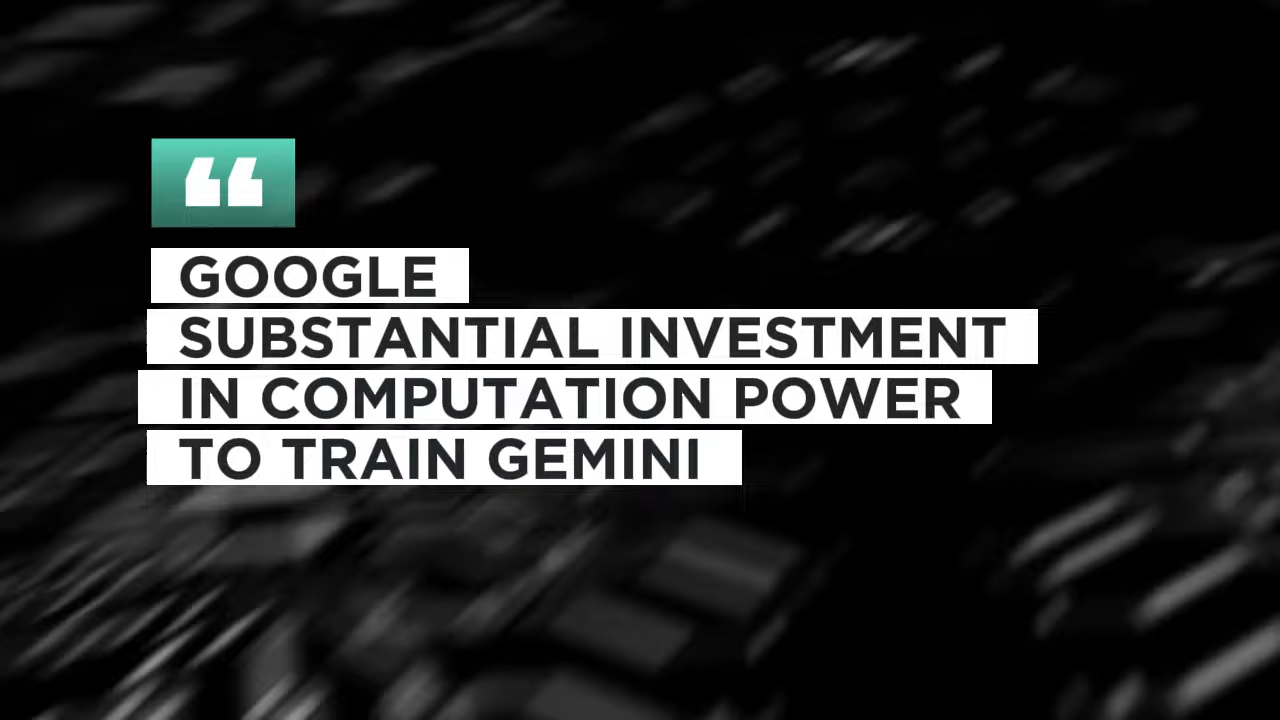 “
GOOGLE
SUBSTANTIAL INVESTMENT
IN COMPUTATION POWER
TO TRAIN GEMINI